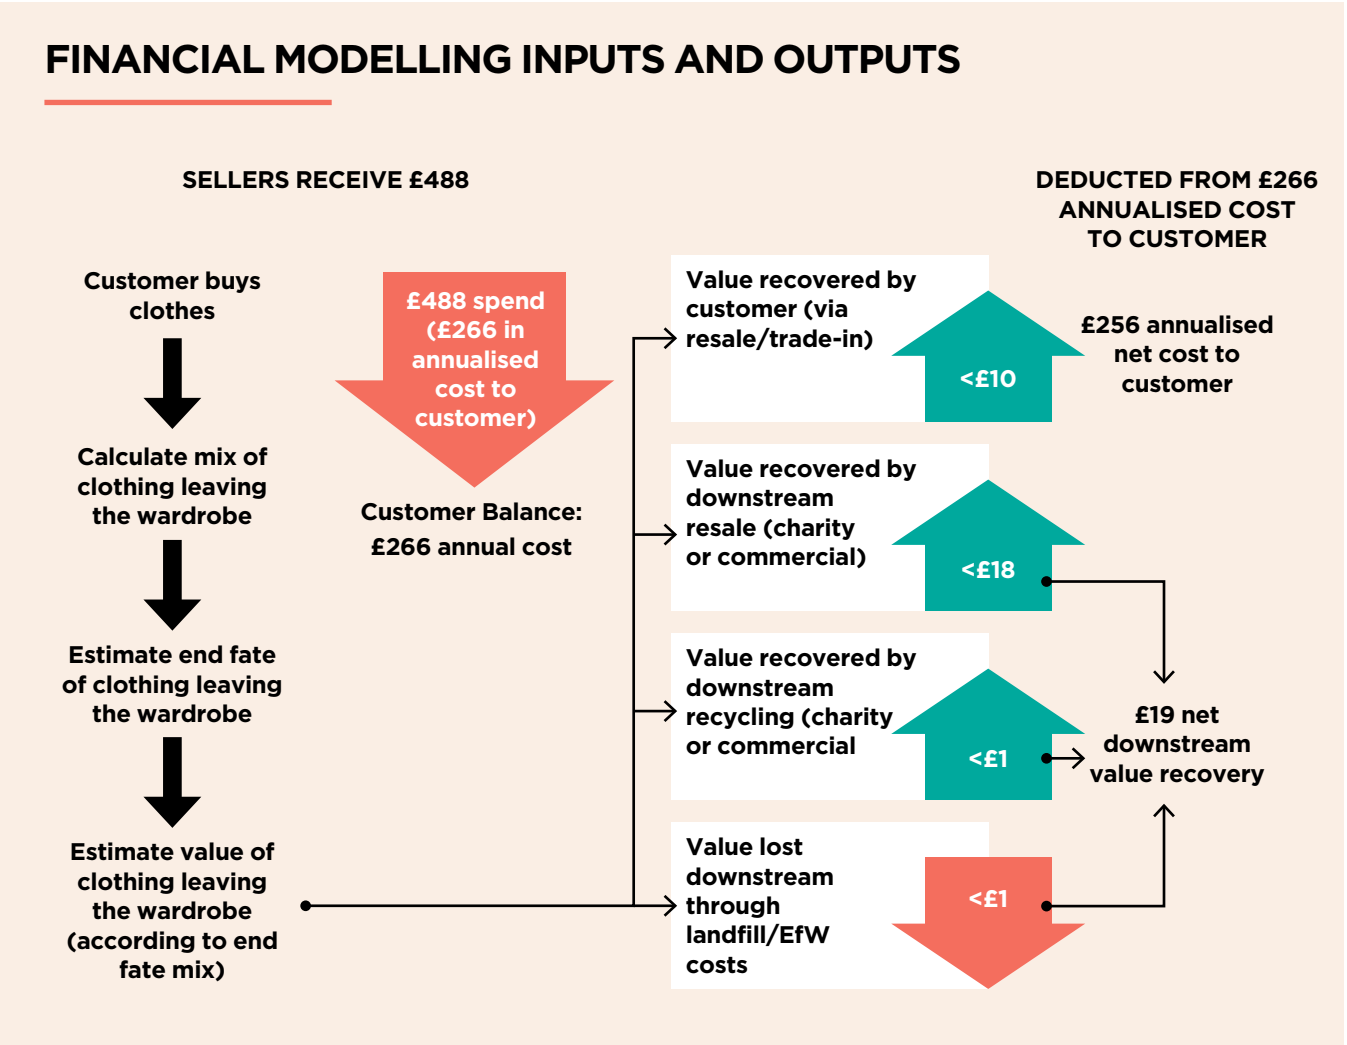 FINANCIAL MODELLING INPUTS AND OUTPUTS
SELLERS RECEIVE £488
Customer buys
clothes
Calculate mix of
clothing leaving
the wardrobe
Estimate end fate
of clothing leaving
the wardrobe
Estimate value of
clothing leaving
the wardrobe
(according to end
fate mix)
£488 spend
(£266 in
annualised
cost to
customer)
Customer Balance:
£266 annual cost
Value recovered by
customer (via
resale/trade-in)
<£10
Value recovered by
downstream
resale (charity
or commercial)
<£18
Value recovered by
downstream
recycling (charity
or commercial
<£1
Value lost
downstream
through
landfill/EfW
costs
<£1
DEDUCTED FROM £266
ANNUALISED COST
TO CUSTOMER
£256 annualised
net cost to
customer
£19 net
downstream
value recovery